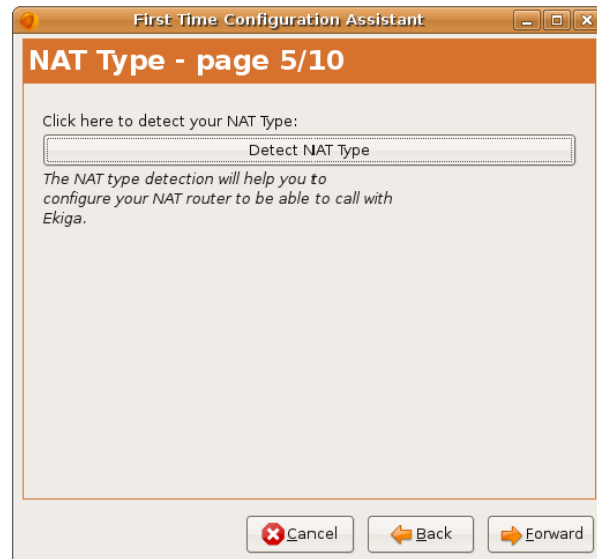 First Time Configuration Assistant
NAT Type - page 5/10
Click here to detect your NAT Type:
Detect NAT Type
The NAT type detection will help you to
configure your NAT router to be able to call with
Ekiga.
Cancel
Back
Forward